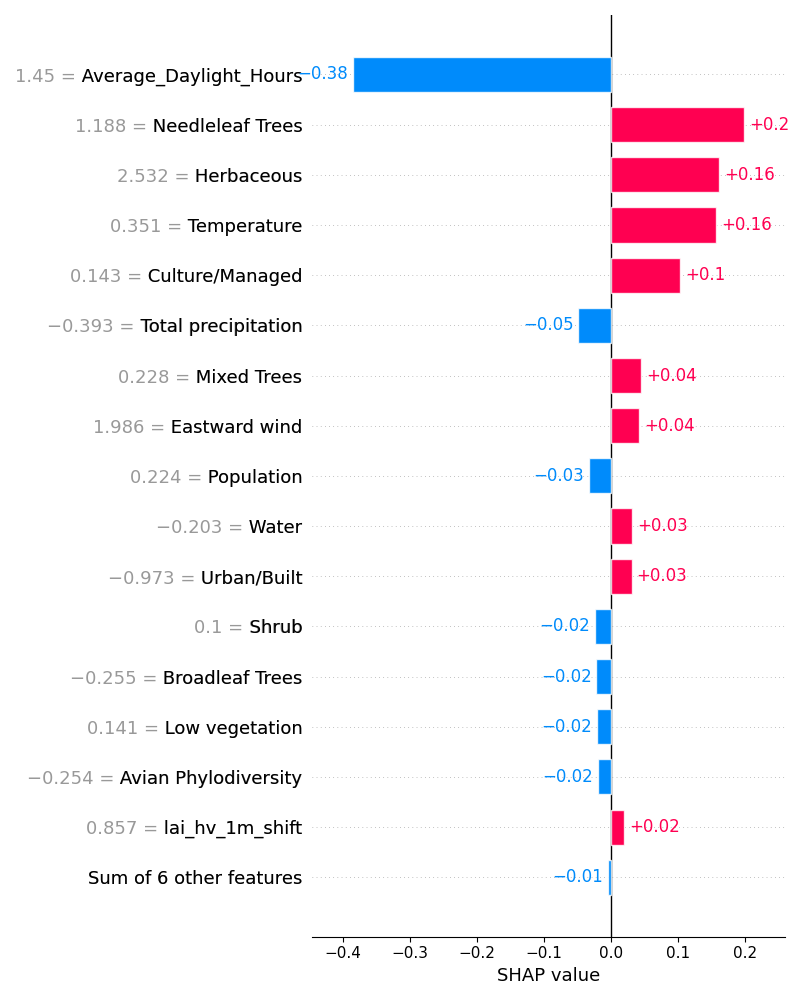 1.45 = Average_Daylight_Hours −0.38
1.188 = Needleleaf Trees +0.2
2.532 = Herbaceous +0.16
0.351 = Temperature +0.16
0.143 = Culture/Managed +0.1
−0.393 = Total precipitation −0.05
0.228 = Mixed Trees +0.04
1.986 = Eastward wind +0.04
0.224 = Population −0.03
−0.203 = Water +0.03
−0.973 = Urban/Built +0.03
0.1 = Shrub −0.02
−0.255 = Broadleaf Trees −0.02
0.141 = Low vegetation −0.02
−0.254 = Avian Phylodiversity −0.02
0.857 = lai_hv_1m_shift +0.02
Sum of 6 other features −0.01
−0.4 −0.3 −0.2 −0.1 0.0 0.1 0.2
SHAP value